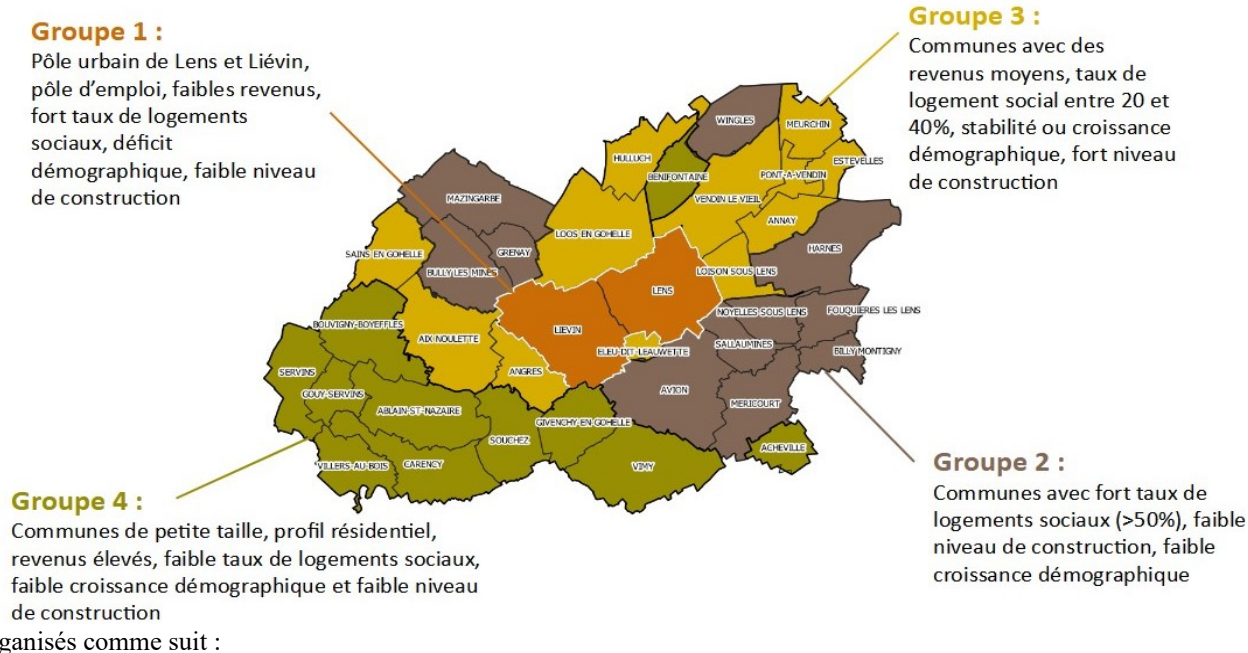 Groupe 1 :
Pôle urbain de Lens et Liévin,
pôle d'emploi, faibles revenus,
fort taux de logements
sociaux, déficit
démographique, faible niveau
de construction
Groupe 3 :
Communes avec des
revenus moyens, taux de
logement social entre 20 et
40%, stabilité ou croissance
démographique, fort niveau
de construction
WINGLES
MEURCHIN
HULLUCH
ESTEVELLES
BENIFONTAINE
PONT-A-VENDIN
MAZINGARBE
VENDIN LE VIEIL
ANNAY
LOOS EN GOHELLE
HARNES
SAINS EN GOHELLE
GRENAY
BULLY LES MINES
LOISON SOUS LENS
LENS
NOYELLES SOUS LENS
FOUQUIERES LES LENS
BOUVIGNY-BOYEFFLES
LIEVIN
AIX-NOULETTE
SALLAUMINES
ELEU-DIT-LEAUWETTE
BILLY MONTIGNY
SERVINS
ANGRES
GOUY-SERVINS
AVION
MERICOURT
ABLAIN-ST-NAZAIRE
GIVENCHY-EN-GOHELLE
SOUCHEZ
ACHEVILLE
VILLERS-AU-BOIS
CARENCY
VIMY
Groupe 2 :
Communes avec fort taux de
logements sociaux (>50%), faible
niveau de construction, faible
croissance démographique
Groupe 4 :
Communes de petite taille, profil résidentiel,
revenus élevés, faible taux de logements sociaux,
faible croissance démographique et faible niveau
de construction
ganisés comme suit :